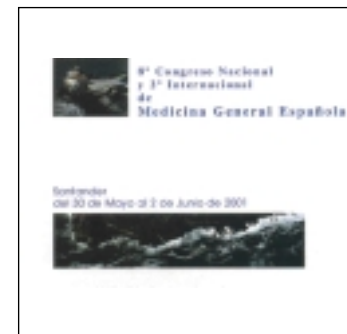 8º Congreso Nacional
y 3º Internacional
de
Medicina General Española
Santander
del 30 de Mayo al 2 de Junio de 2001